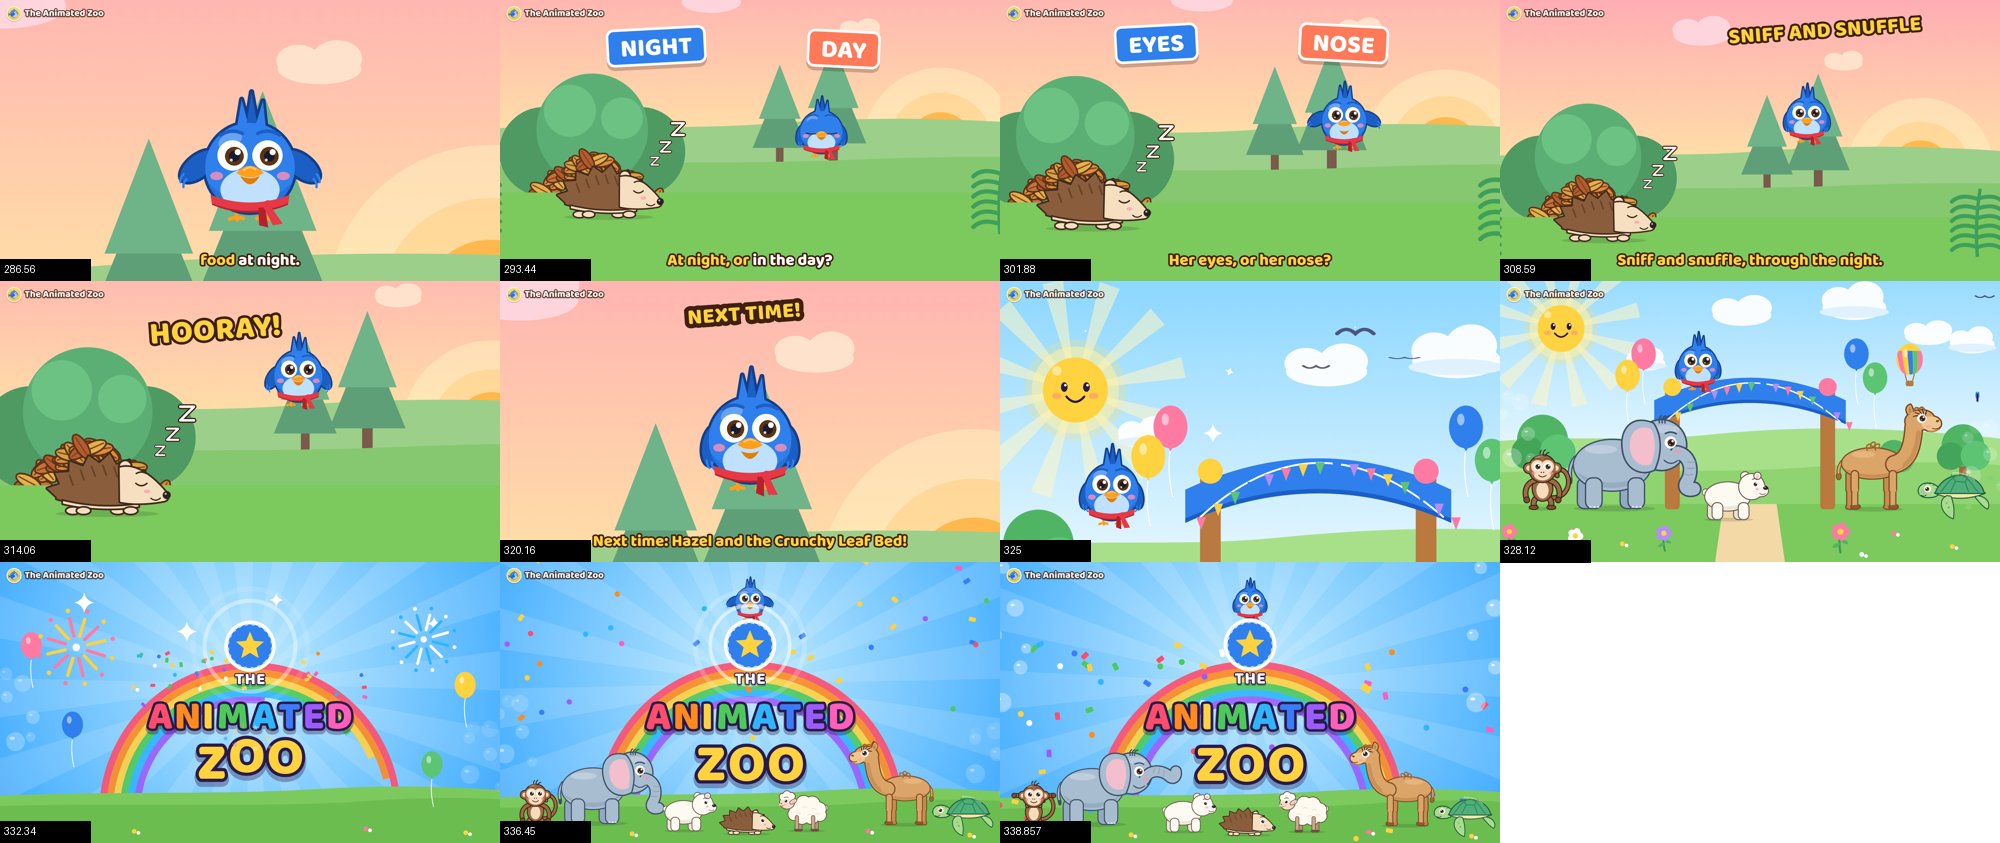 The Animated Zoo
food at night.
286.56
The Animated Zoo
NIGHT
DAY
Z
Z
Z
At night, or in the day?
293.44
The Animated Zoo
EYES
NOSE
Z
Z
Z
Her eyes, or her nose?
301.88
The Animated Zoo
SNIFF AND SNUFFLE
Z
Z
Z
Sniff and snuffle, through the night.
308.59
The Animated Zoo
HOORAY!
Z
Z
Z
314.06
The Animated Zoo
NEXT TIME!
Next time: Hazel and the Crunchy Leaf Bed!
320.16
The Animated Zoo
325
The Animated Zoo
328.12
The Animated Zoo
THE
ANIMATED
ZOO
332.34
The Animated Zoo
THE
ANIMATED
ZOO
336.45
The Animated Zoo
THE
ANIMATED
ZOO
338.857